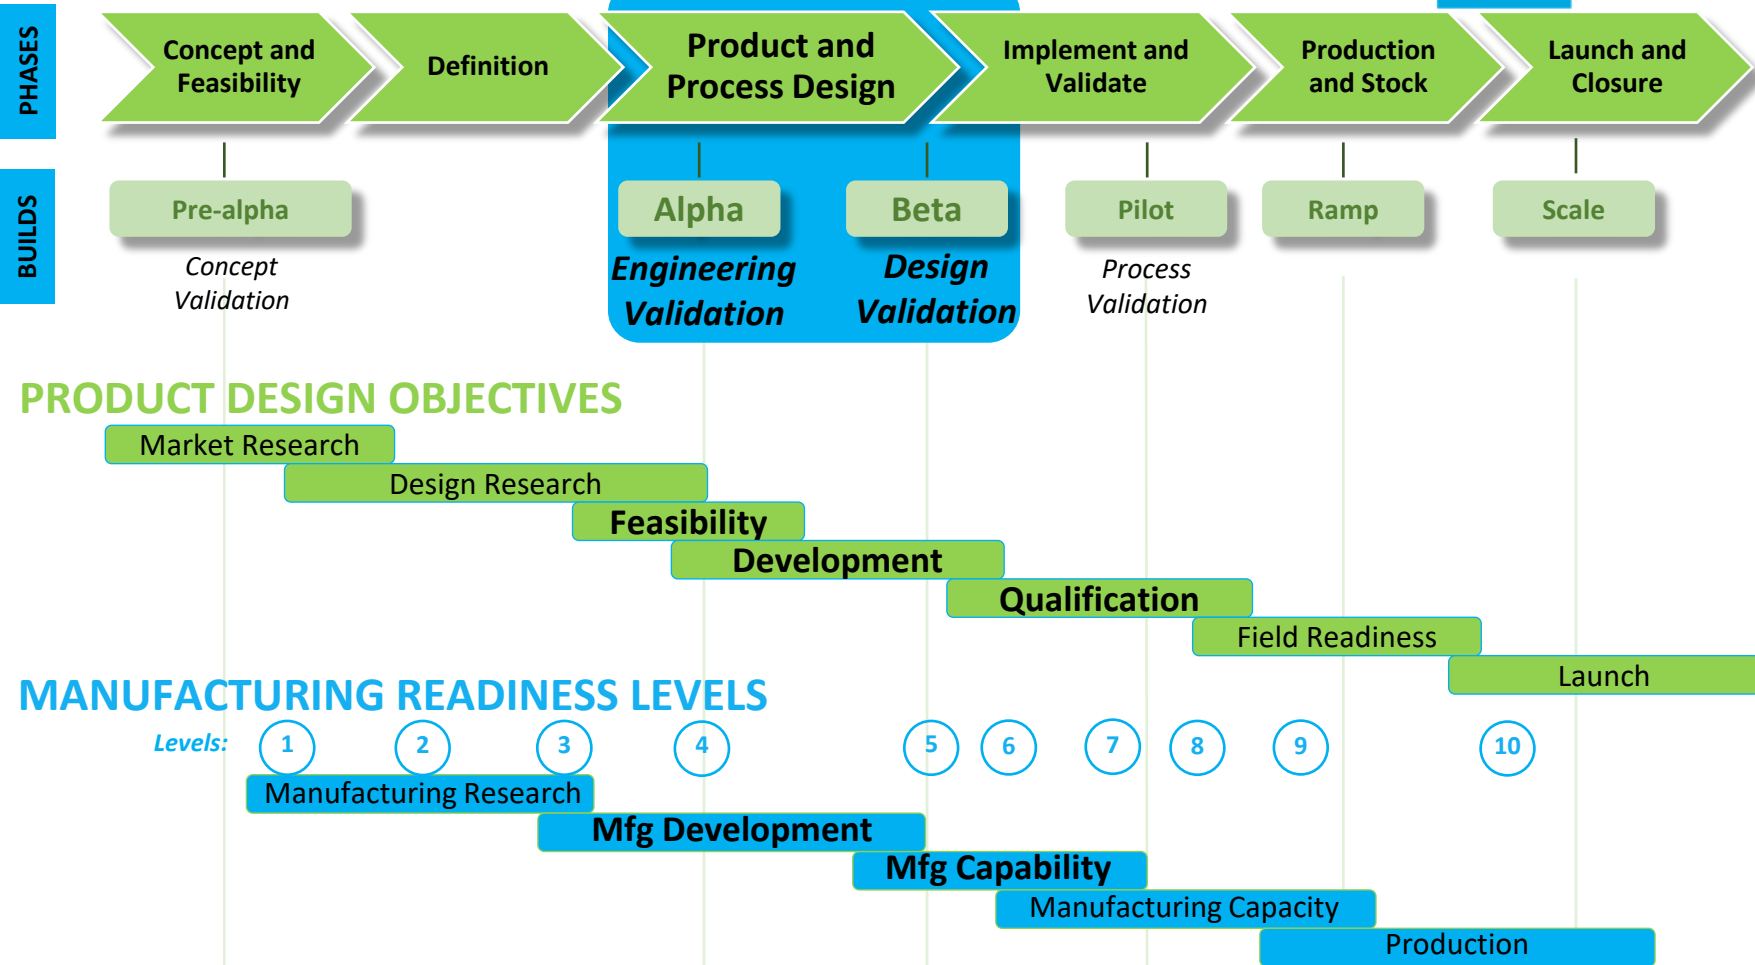 PHASES
Concept and
Feasibility
Definition
Product and
Process Design
Implement and
Validate
Production
and Stock
Launch and
Closure
BUILDS
Pre-alpha
Alpha
Beta
Pilot
Ramp
Scale
Concept
Validation
Engineering
Validation
Design
Validation
Process
Validation
PRODUCT DESIGN OBJECTIVES
Market Research
Design Research
Feasibility
Development
Qualification
Field Readiness
Launch
MANUFACTURING READINESS LEVELS
Levels: 1 2 3 4 5 6 7 8 9 10
Manufacturing Research
Mfg Development
Mfg Capability
Manufacturing Capacity
Production